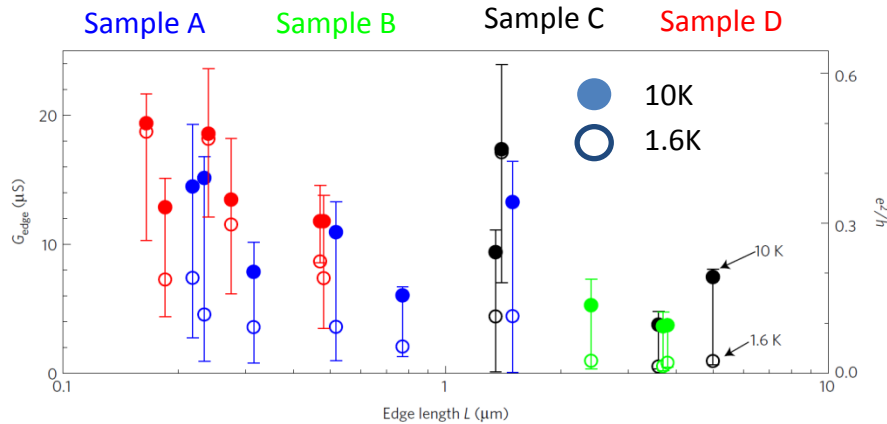 Sample A Sample B Sample C Sample D
10K
1.6K
20
10
0
G_edge (μS)
0.6
0.3
0.0
e²/h
10 K
1.6 K
0.1 1 10
Edge length L (μm)